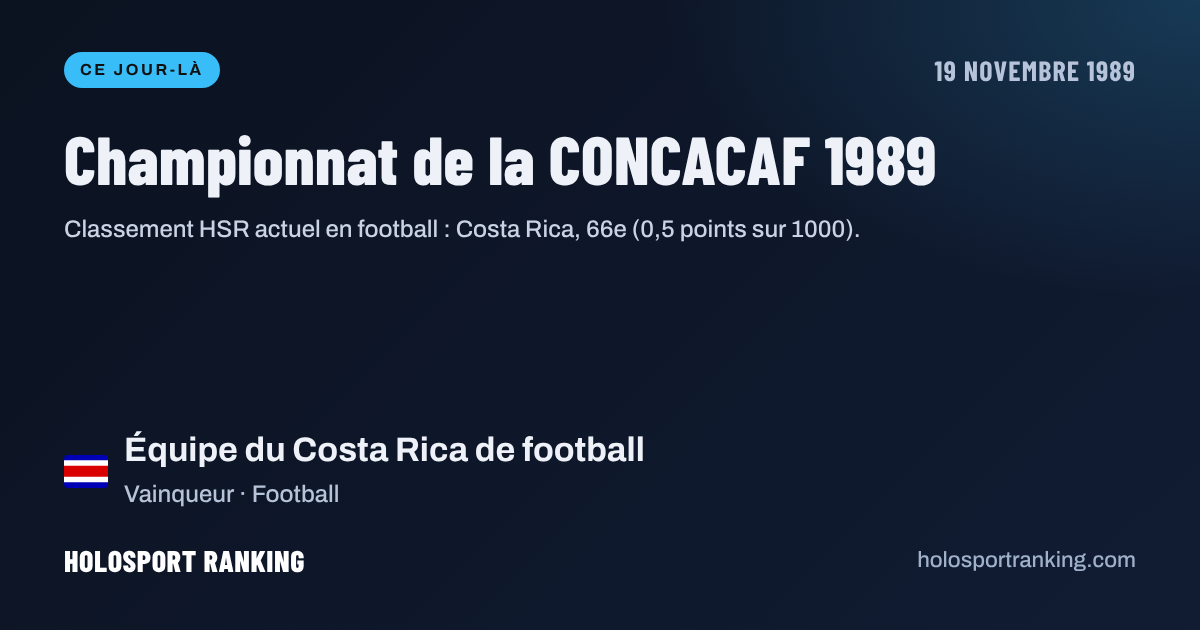 CE JOUR-LÀ
19 NOVEMBRE 1989
Championnat de la CONCACAF 1989
Classement HSR actuel en football : Costa Rica, 66e (0,5 points sur 1000).
Équipe du Costa Rica de football
Vainqueur · Football
HOLOSPORT RANKING
holosportranking.com